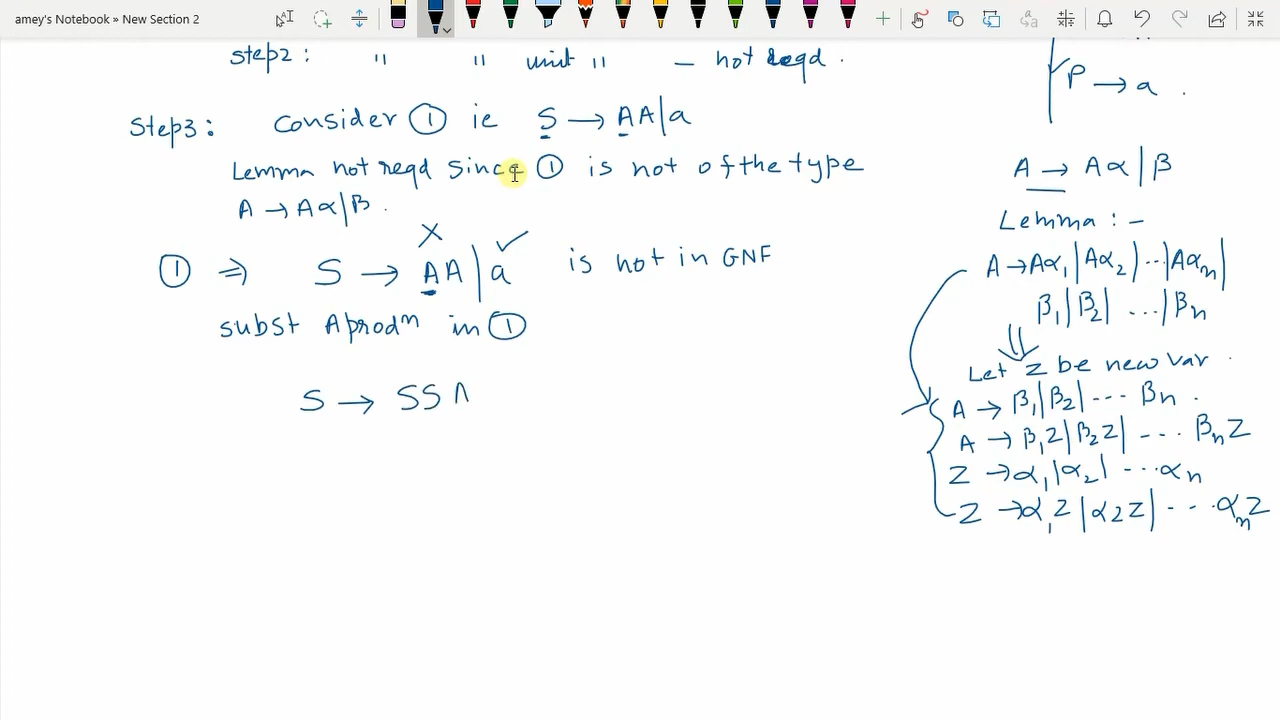 amey's Notebook » New Section 2
Step2: " " unit " - not reqd.
P → a.
Step3: Consider ① ie S → AA|a
Lemma not reqd since ① is not of the type
A → Aα|B.
X ✓
① ⇒ S → AA|a is not in GNF
subst A prodⁿ in ①
S → SS
A → Aα|β
Lemma :-
A → Aα₁|Aα₂|...|Aαₙ|
β₁|β₂| ...|βₙ
⇓
Let Z be new var.
A → β₁|β₂|--- βₙ.
A → β₁Z|β₂Z| --- βₙZ
Z → α₁|α₂| ---αₙ
Z → α₁Z|α₂Z| --- αₙZ